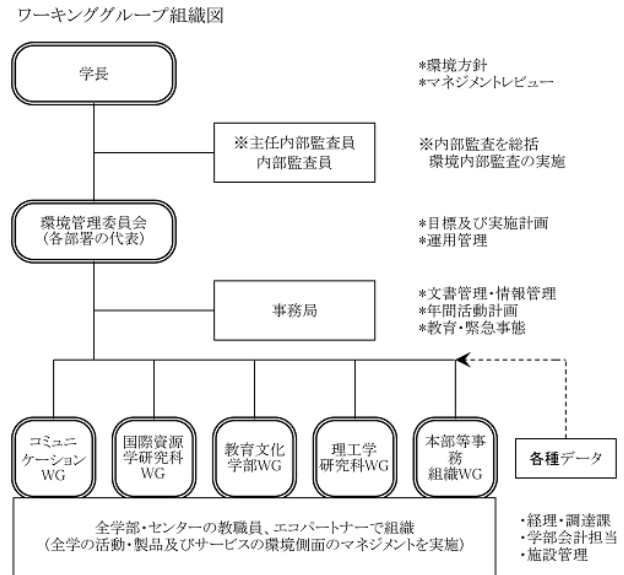 ワーキンググループ組織図
学長
*環境方針
*マネジメントレビュー
※主任内部監査員
内部監査員
※内部監査を総括
環境内部監査の実施
環境管理委員会
(各部署の代表)
*目標及び実施計画
*運用管理
事務局
*文書管理・情報管理
*年間活動計画
*教育・緊急事態
コミュニ
ケーション
WG
国際資源
学研究科
WG
教育文化
学部WG
理工学
研究科WG
本部等事
務
組織WG
各種データ
全学部・センターの教職員、エコパートナーで組織
(全学の活動・製品及びサービスの環境側面のマネジメントを実施)
・経理・調達課
・学部会計担当
・施設管理